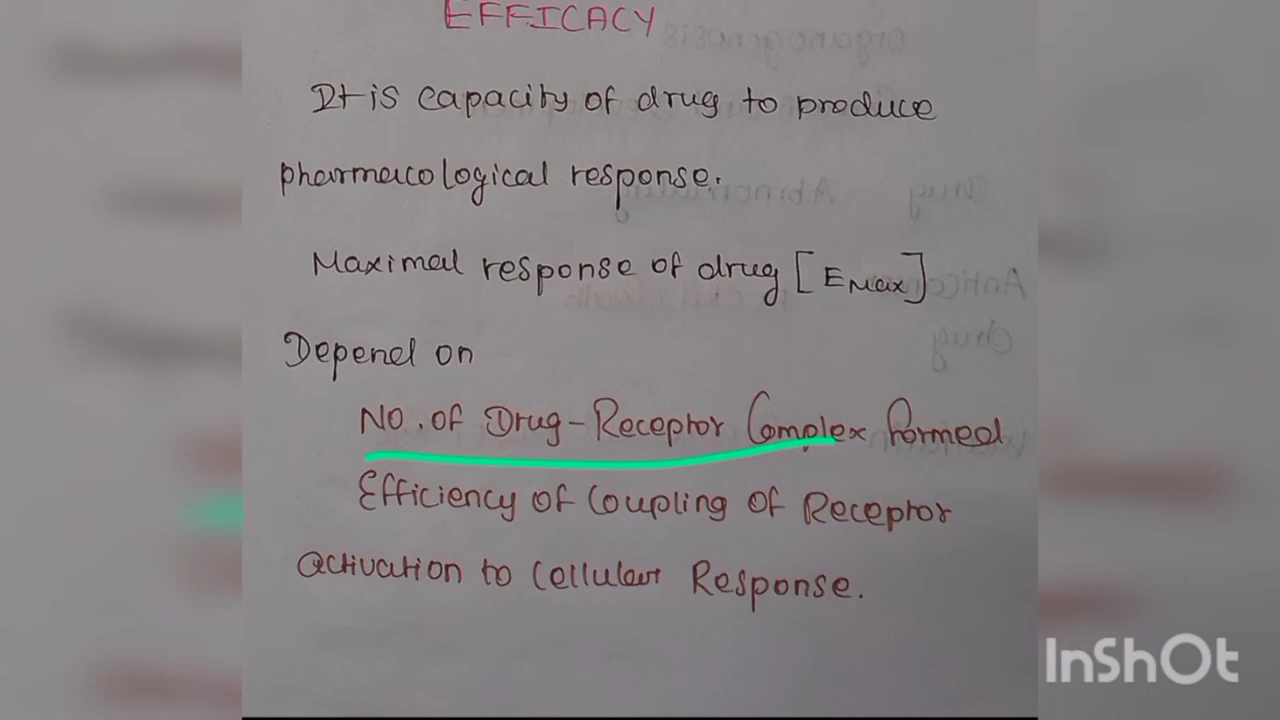 EFFICACY
It is capacity of drug to produce
pharmacological response.
Maximal response of drug [EMax]
Depend on
No. of Drug-Receptor Complex formed
Efficiency of Coupling of Receptor
activation to Cellular Response.
InShOt